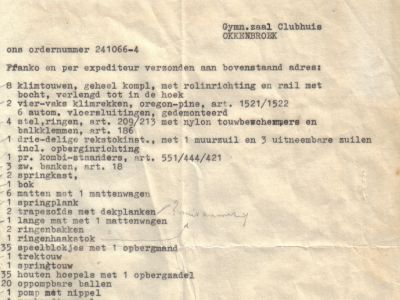 Gymn.zaal Clubhuis
OKKENBROEK
ons ordernummer 241066-4
Ffanko en per expediteur verzonden aan bovenstaand adres:
8 klimtouwen, geheel kompl, met rolinrichting en rail met
bocht, verlengd tot in de hoek
2 vier-vaks klimrekken, oregon-pine, art. 1521/1522
6 autom. vloersluitingen, gedemonteerd
4 stel.ringen, art. 209/213 met nylon touwbeschermers en
balkklemmen, art. 186
1 drie-delige rekstokinst., met 1 muurzuil en 3 uitneembare zuilen
incl. opberginrichting
1 pr. kombi-standers, art. 551/444/421
3 zw. banken, art. 18
2 springkast,
1 bok
6 matten met 1 mattenwagen
1 springplank
2 trapezoïds met dekplanken
1 lange mat met 1 mattenwagen
2 ringenbakken
1 ringenhaakstok
35 speelblokjes met 1 opbergmand
1 trektouw
1 springtouw
35 houten hoepels met 1 opbergzadel
20 oppompbare ballen
1 pomp met nippel